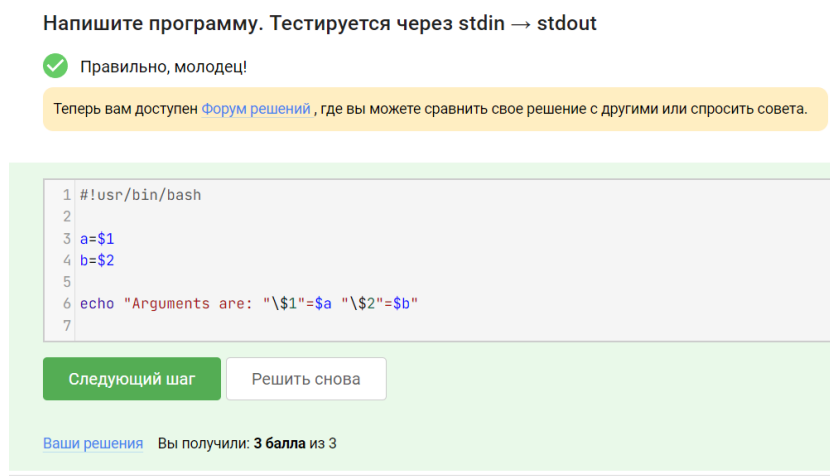 Напишите программу. Тестируется через stdin → stdout
Правильно, молодец!
Теперь вам доступен Форум решений , где вы можете сравнить свое решение с другими или спросить совета.
1 #!usr/bin/bash
2
3 a=$1
4 b=$2
5
6 echo "Arguments are: "\$1"=$a "\$2"=$b"
7
Следующий шаг Решить снова
Ваши решения Вы получили: 3 балла из 3